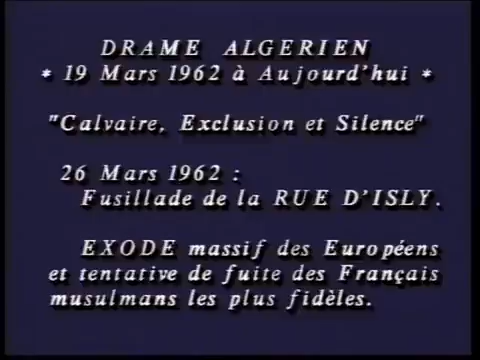 DRAME ALGERIEN
* 19 Mars 1962 à Aujourd'hui *
"Calvaire, Exclusion et Silence"
26 Mars 1962 :
Fusillade de la RUE D'ISLY.
EXODE massif des Européens
et tentative de fuite des Français
musulmans les plus fidèles.